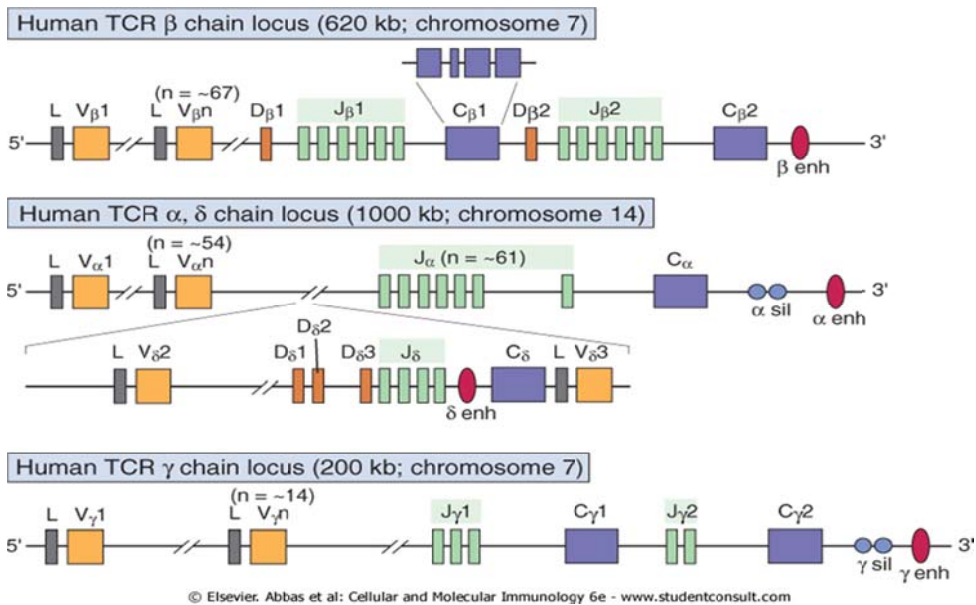 Human TCR β chain locus (620 kb; chromosome 7)
(n = ~67)
L Vβ1 L Vβn Dβ1 Jβ1 Cβ1 Dβ2 Jβ2 Cβ2
5' 3'
β enh
Human TCR α, δ chain locus (1000 kb; chromosome 14)
(n = ~54)
L Vα1 L Vαn Jα (n = ~61) Cα
5' 3'
α sil α enh
Dδ2
L Vδ2 Dδ1 Dδ3 Jδ Cδ L Vδ3
δ enh
Human TCR γ chain locus (200 kb; chromosome 7)
(n = ~14)
L Vγ1 L Vγn Jγ1 Cγ1 Jγ2 Cγ2
5' 3'
γ sil γ enh
© Elsevier. Abbas et al: Cellular and Molecular Immunology 6e - www.studentconsult.com